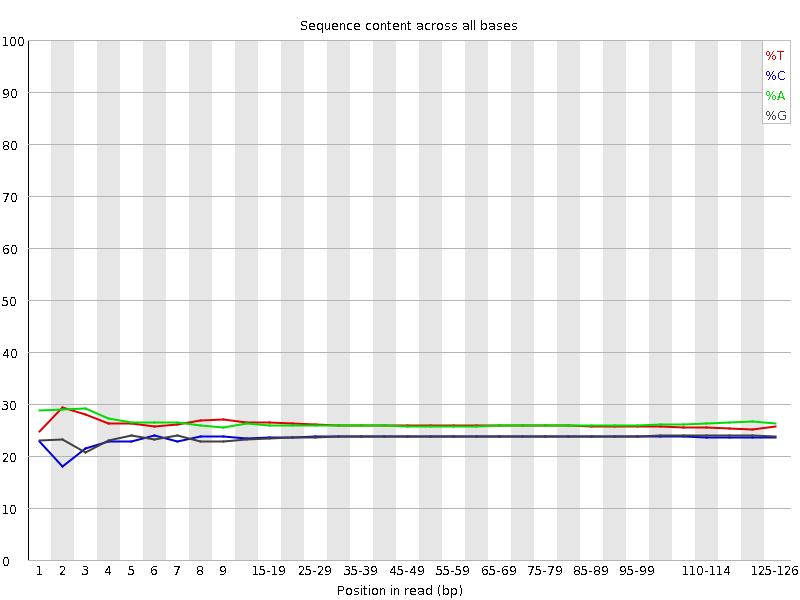 Sequence content across all bases
100
90
80
70
60
50
40
30
20
10
0
%T
%C
%A
%G
1 2 3 4 5 6 7 8 9 15-19 25-29 35-39 45-49 55-59 65-69 75-79 85-89 95-99 110-114 125-126
Position in read (bp)